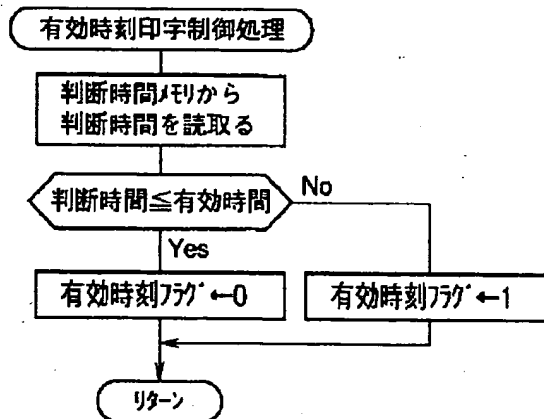 有効時刻印字制御処理
判断時間ﾒﾓﾘから
判断時間を読取る
判断時間≦有効時間
No
Yes
有効時刻ﾌﾗｸﾞ←0
有効時刻ﾌﾗｸﾞ←1
ﾘﾀｰﾝ